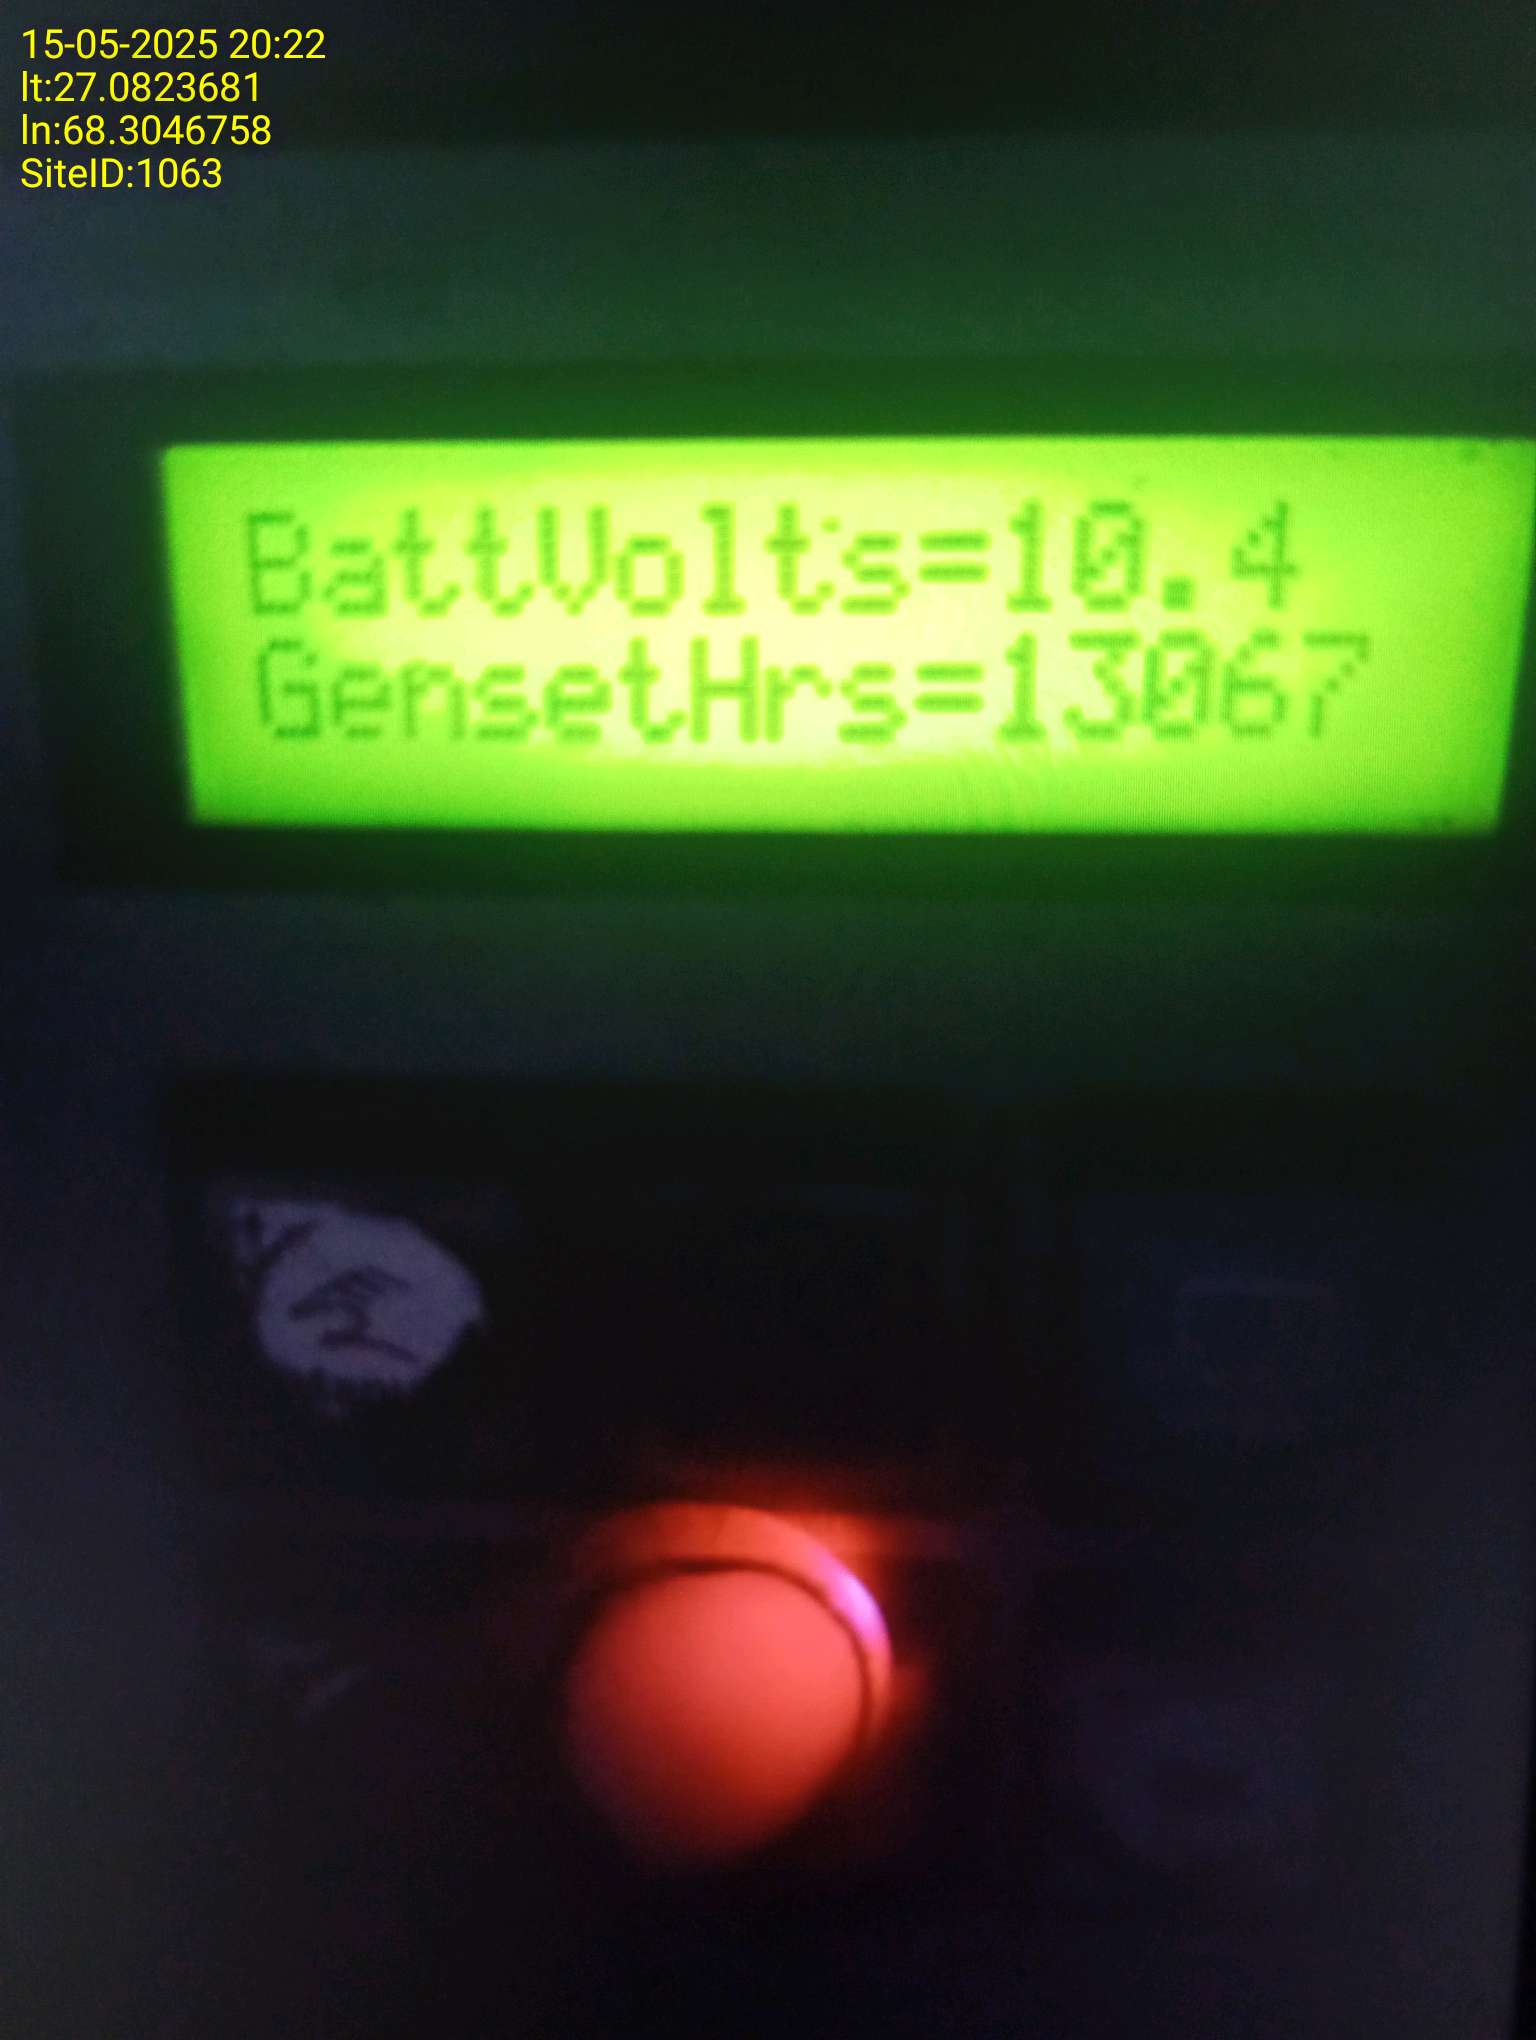 15-05-2025 20:22
lt:27.0823681
ln:68.3046758
SiteID:1063
BattVolts=10.4
GensetHrs=13067